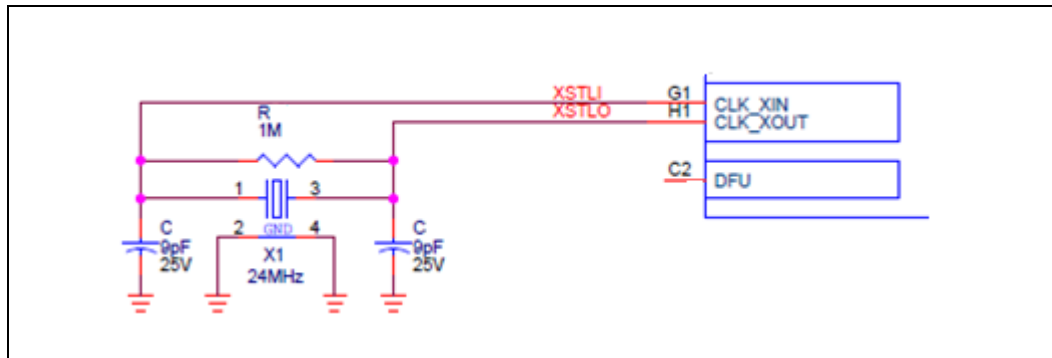 XSTLI G1 CLK_XIN
XSTLO H1 CLK_XOUT
R
1M
C2 DFU
1 3
2 GND 4
C
9pF
25V
X1
24MHz
C
9pF
25V